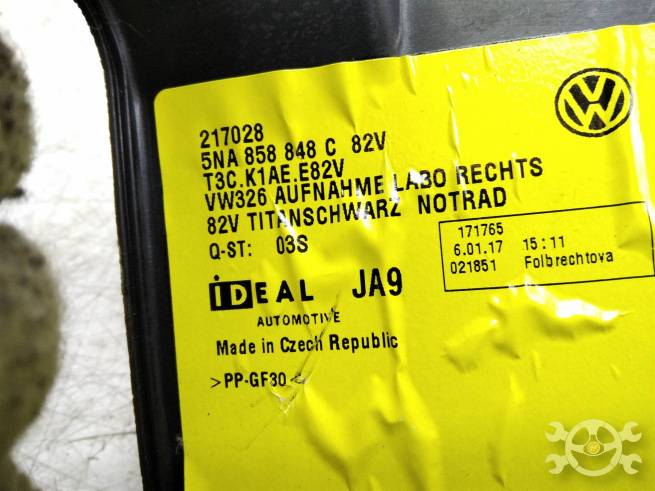 217028
5NA 858 848 C 82V
T3C.K1AE.E82V
VW326 AUFNAHME LABO RECHTS
82V TITANSCHWARZ NOTRAD
Q-ST: 03S
171765
6.01.17 15:11
021851 Folbrechtova
iDEAL JA9
AUTOMOTIVE
Made in Czech Republic
>PP-GF30<
VW